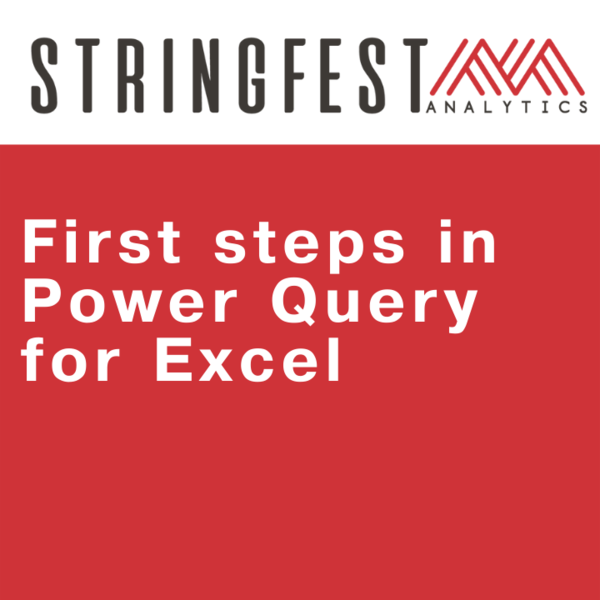 STRINGFEST
ANALYTICS
First steps in
Power Query
for Excel